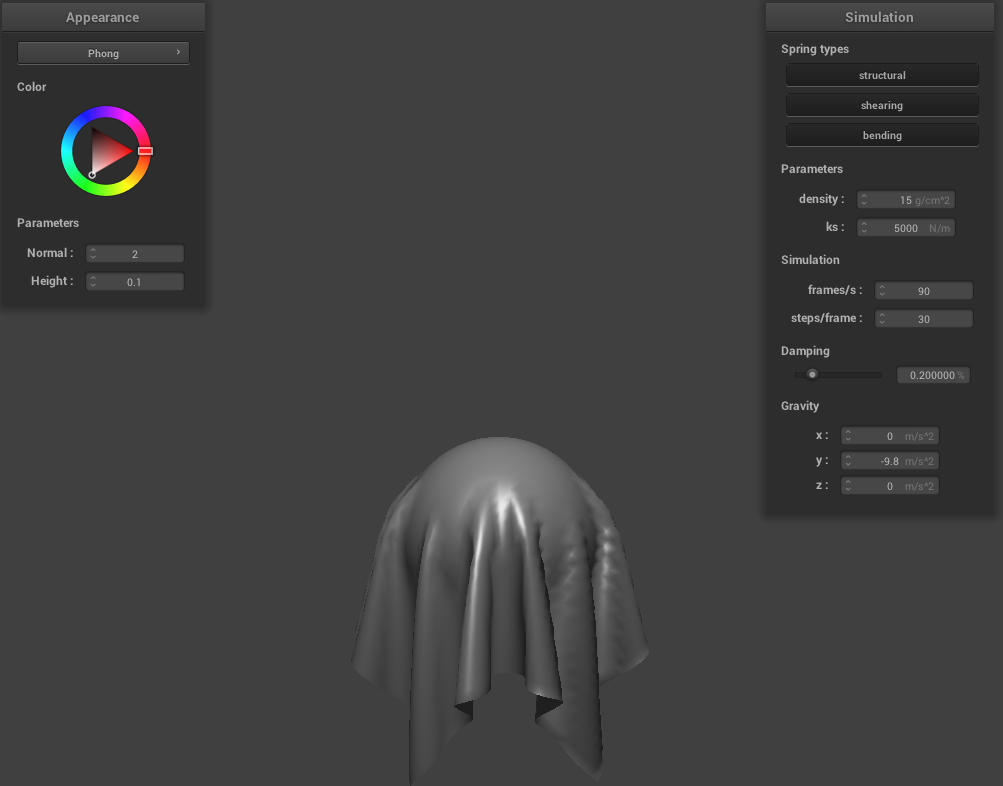 Appearance
Phong
Color
Parameters
Normal : 2
Height : 0.1
Simulation
Spring types
structural
shearing
bending
Parameters
density : 15 g/cm^2
ks : 5000 N/m
Simulation
frames/s : 90
steps/frame : 30
Damping
0.200000 %
Gravity
x : 0 m/s^2
y : -9.8 m/s^2
z : 0 m/s^2